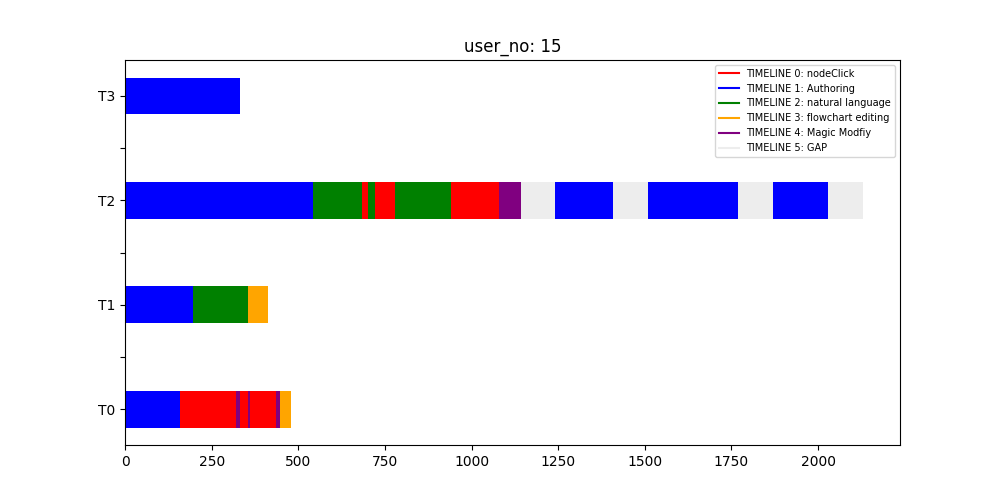 user_no: 15
TIMELINE 0: nodeClick
TIMELINE 1: Authoring
TIMELINE 2: natural language
TIMELINE 3: flowchart editing
TIMELINE 4: Magic Modfiy
TIMELINE 5: GAP
T3
T2
T1
T0
0 250 500 750 1000 1250 1500 1750 2000